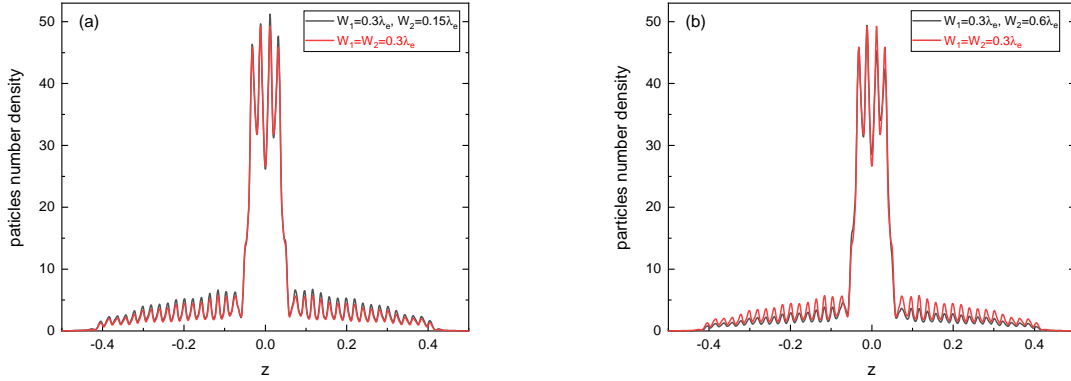 (a)
W₁=0.3λₑ, W₂=0.15λₑ
W₁=W₂=0.3λₑ
paticles number density
50
40
30
20
10
0
-0.4 -0.2 0.0 0.2 0.4
z
(b)
W₁=0.3λₑ, W₂=0.6λₑ
W₁=W₂=0.3λₑ
particles number density
50
40
30
20
10
0
-0.4 -0.2 0.0 0.2 0.4
z